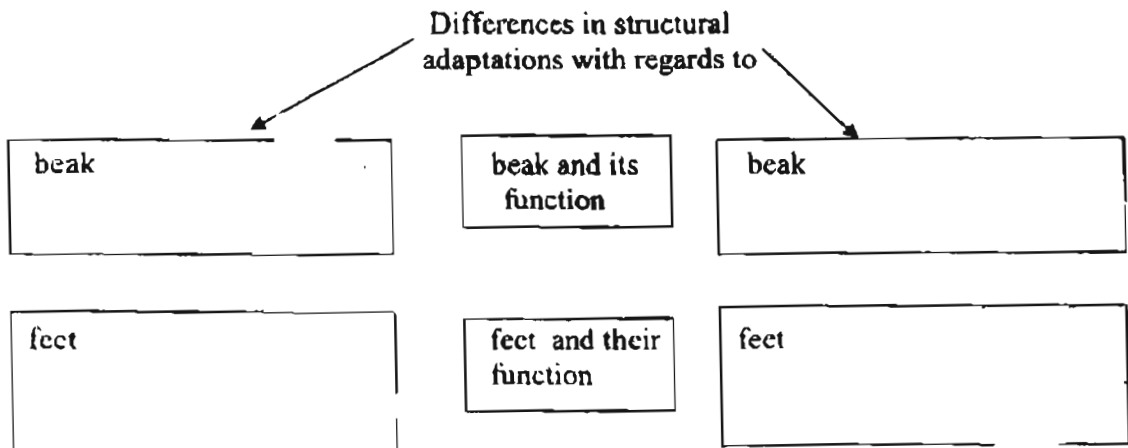 Differences in structural
adaptations with regards to
beak
beak and its
function
beak
feet
feet and their
function
feet